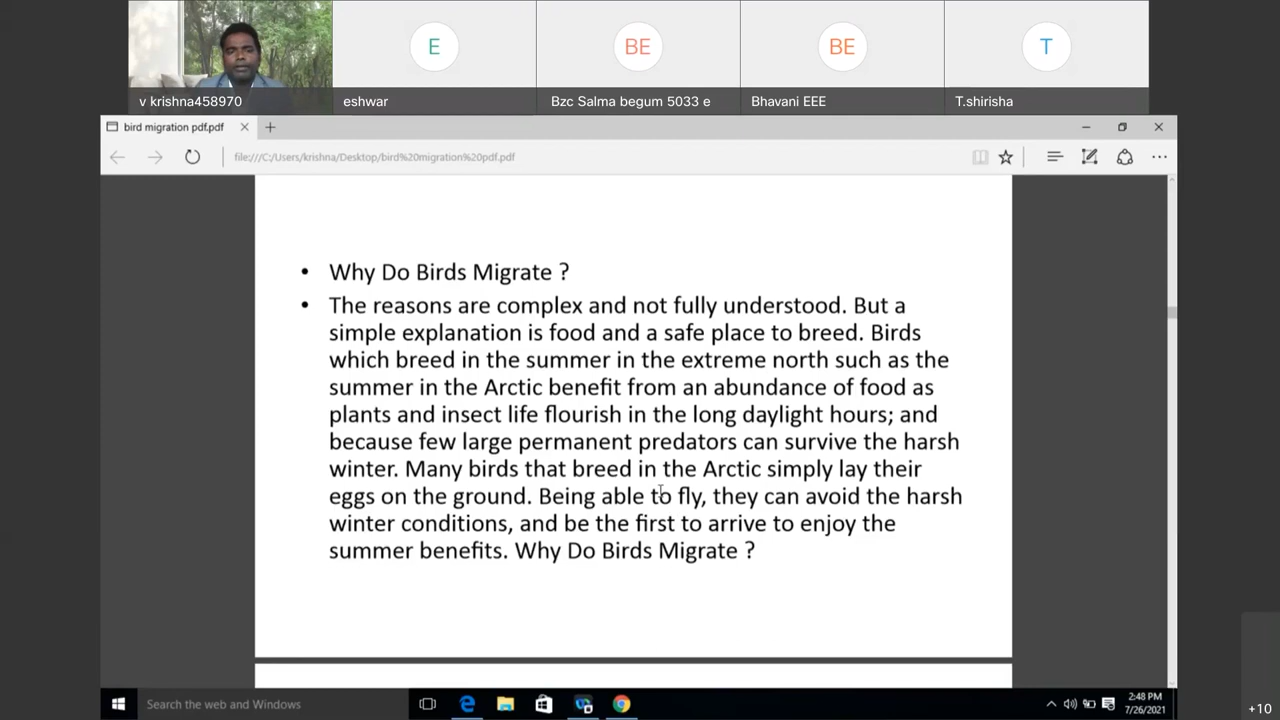 E
BE
BE
T
v krishna458970
eshwar
Bzc Salma begum 5033 e
Bhavani EEE
T.shirisha
bird migration pdf.pdf
file:///C:/Users/krishna/Desktop/bird%20migration%20pdf.pdf
• Why Do Birds Migrate ?
• The reasons are complex and not fully understood. But a
simple explanation is food and a safe place to breed. Birds
which breed in the summer in the extreme north such as the
summer in the Arctic benefit from an abundance of food as
plants and insect life flourish in the long daylight hours; and
because few large permanent predators can survive the harsh
winter. Many birds that breed in the Arctic simply lay their
eggs on the ground. Being able to fly, they can avoid the harsh
winter conditions, and be the first to arrive to enjoy the
summer benefits. Why Do Birds Migrate ?
Search the web and Windows
2:48 PM
7/26/2021
+10